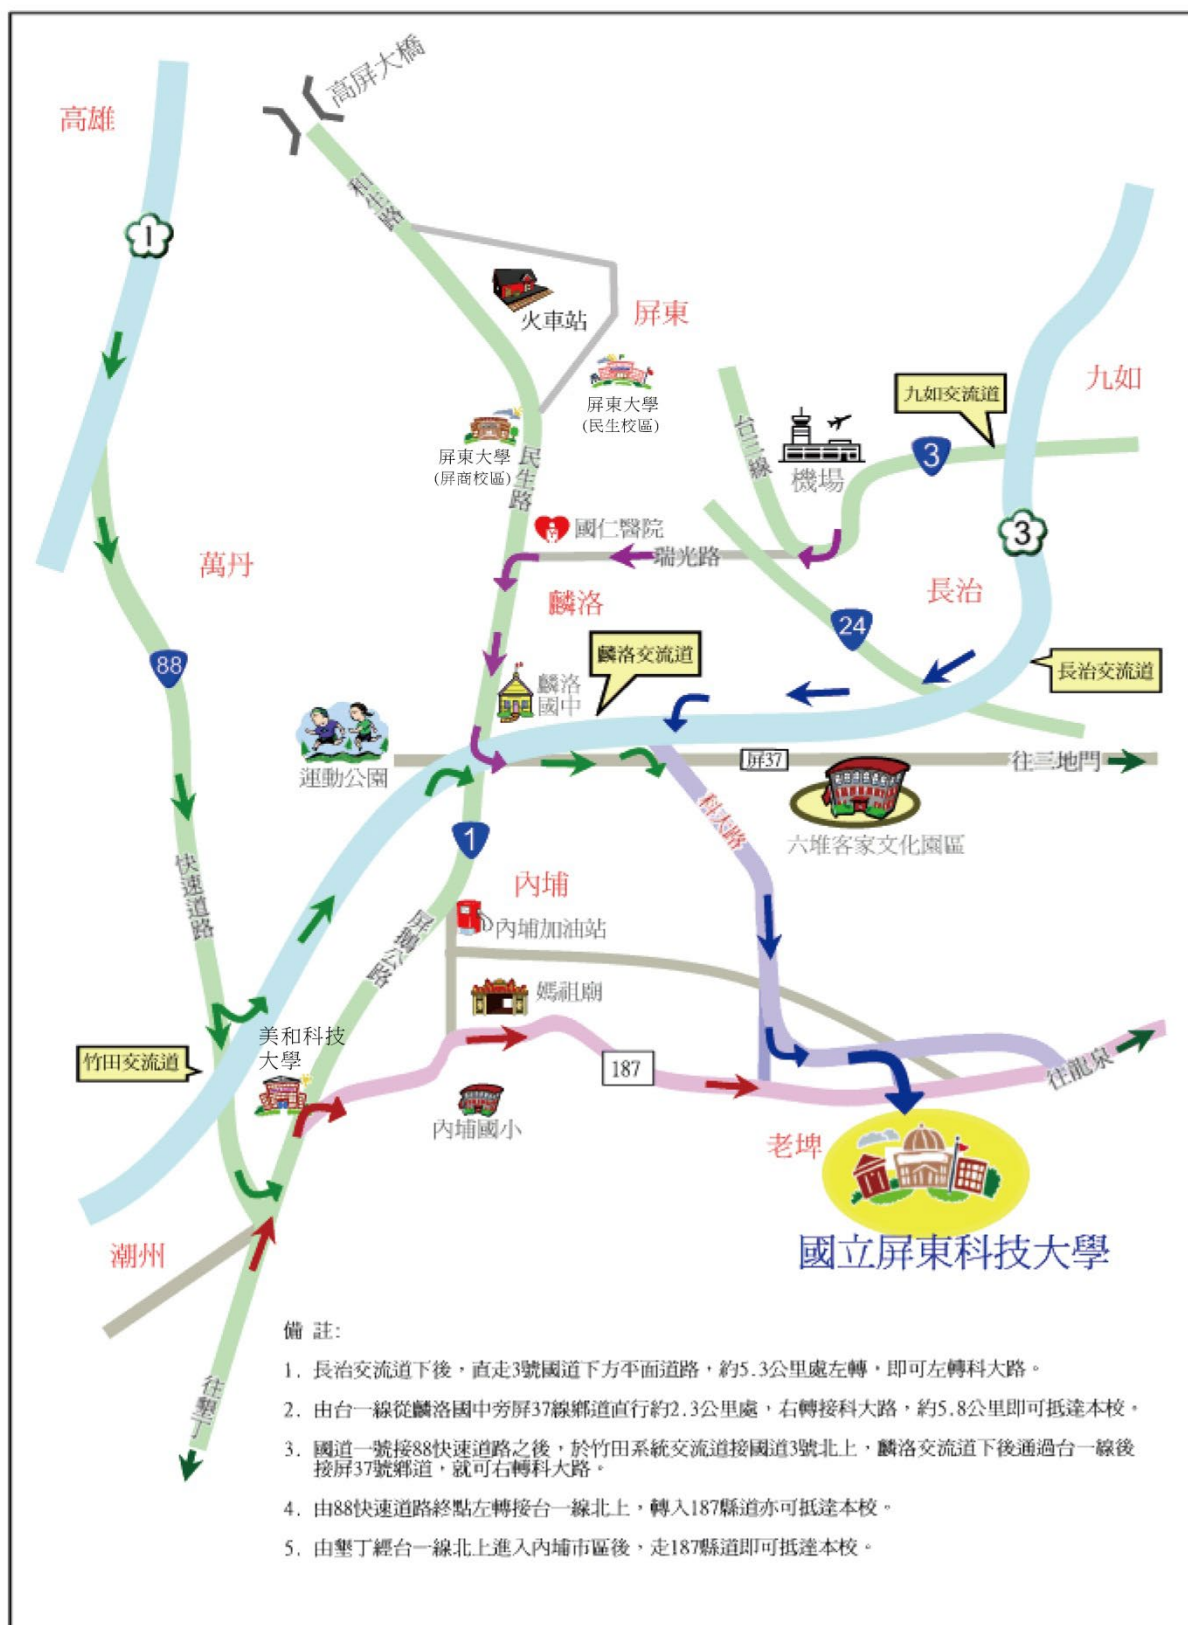 高屏大橋
高雄
1
和生路
火車站
屏東
屏東大學
(民生校區)
九如
九如交流道
屏東大學
(屏商校區)
民生路
台三線
機場
3
3
國仁醫院
瑞光路
萬丹
麟洛
長治
24
88
麟洛
國中
麟洛交流道
長治交流道
運動公園
屏37
往三地門
科大路
六堆客家文化園區
1
快速道路
內埔
屏鵝公路
內埔加油站
媽祖廟
美和科技
大學
竹田交流道
187
往龍泉
內埔國小
老埤
潮州
國立屏東科技大學
往墾丁
備 註:
1. 長治交流道下後，直走3號國道下方平面道路，約5.3公里處左轉，即可左轉科大路。
2. 由台一線從麟洛國中旁屏37線鄉道直行約2.3公里處，右轉接科大路，約5.8公里即可抵達本校。
3. 國道一號接88快速道路之後，於竹田系統交流道接國道3號北上，麟洛交流道下後通過台一線後
接屏37號鄉道，就可右轉科大路。
4. 由88快速道路終點左轉接台一線北上，轉入187縣道亦可抵達本校。
5. 由墾丁經台一線北上進入內埔市區後，走187縣道即可抵達本校。